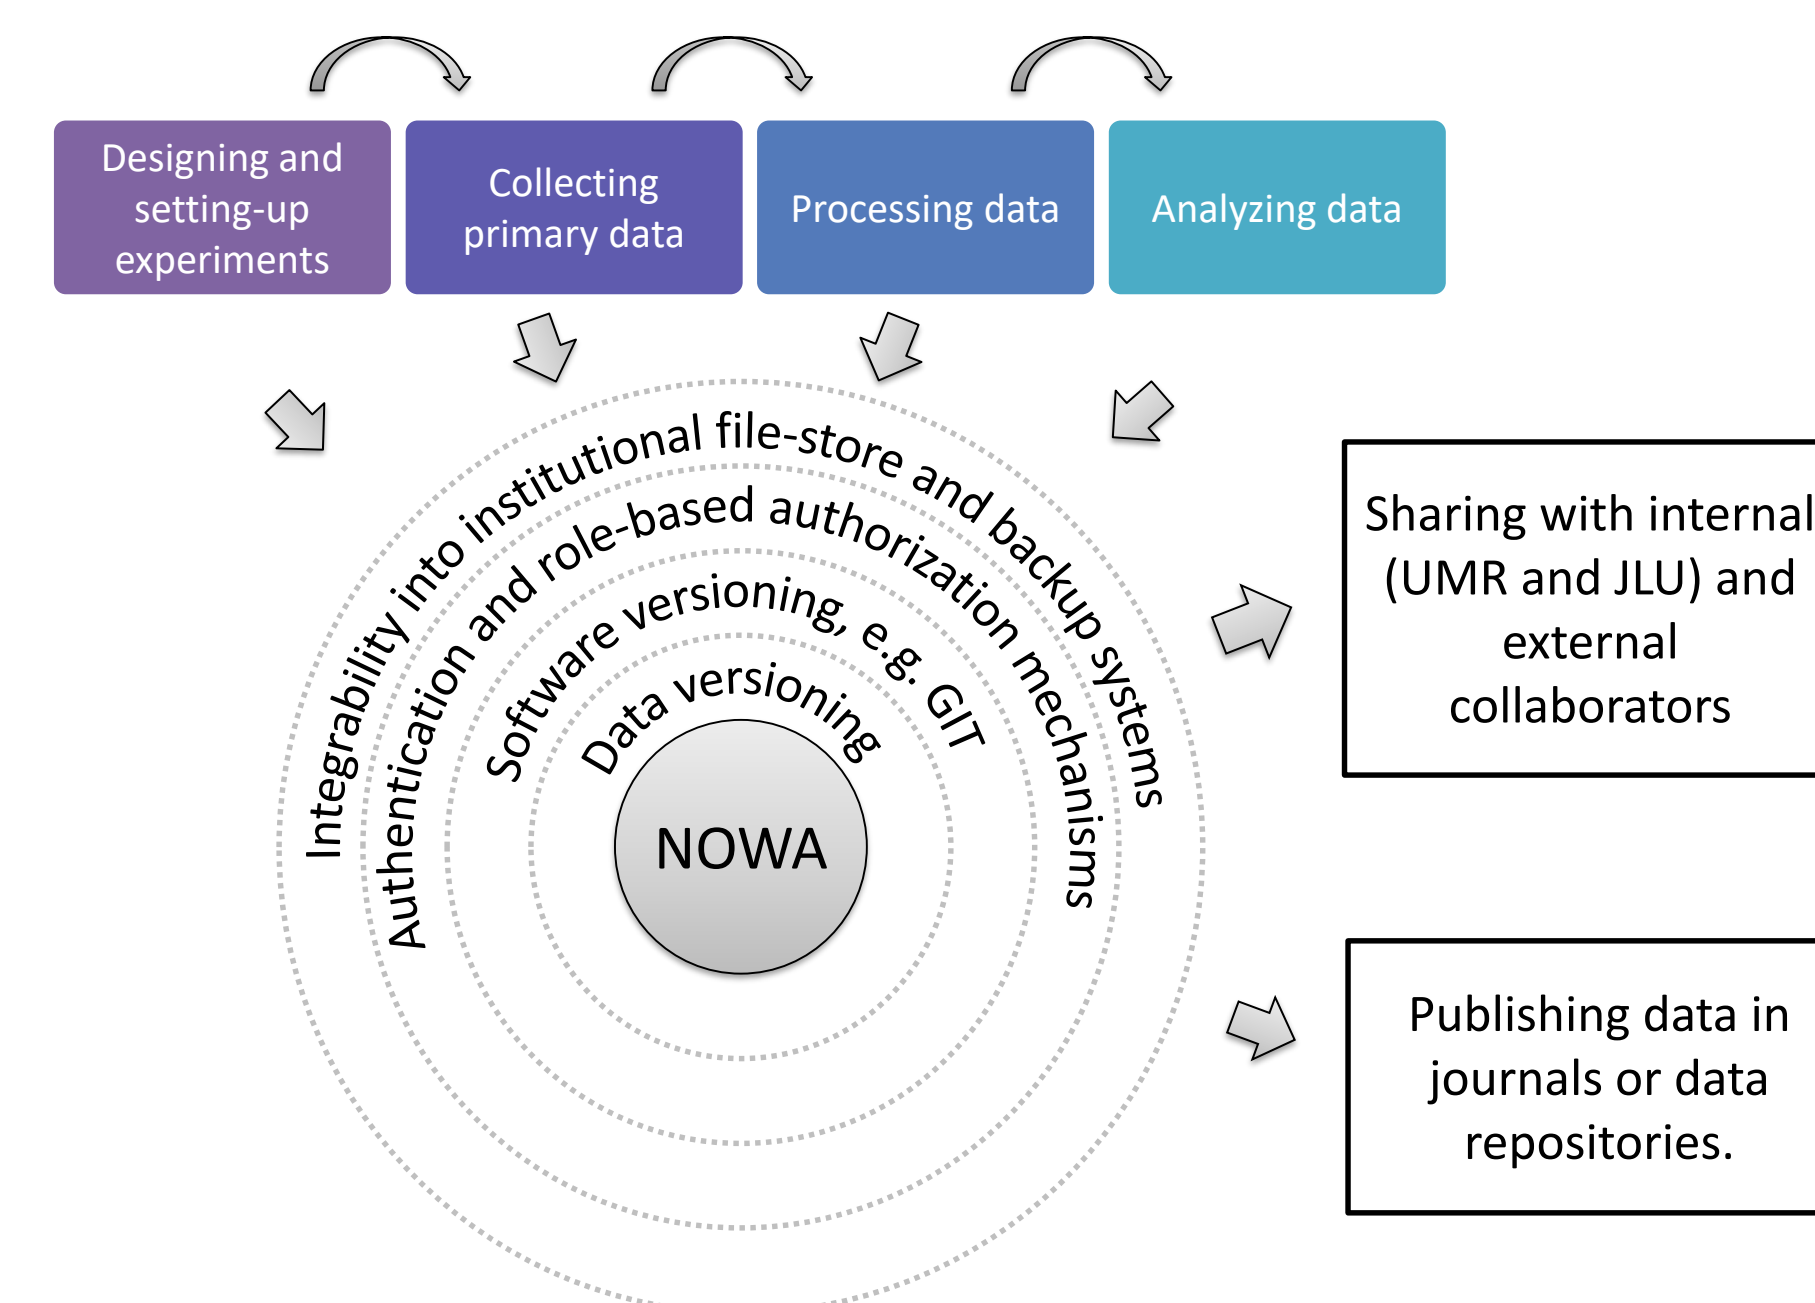 Designing and
setting-up
experiments
Collecting
primary data
Processing data
Analyzing data
Integrability into institutional file-store and backup systems
Authentication and role-based authorization mechanisms
Software versioning, e.g. GIT
Data versioning
NOWA
Sharing with internal
(UMR and JLU) and
external
collaborators
Publishing data in
journals or data
repositories.